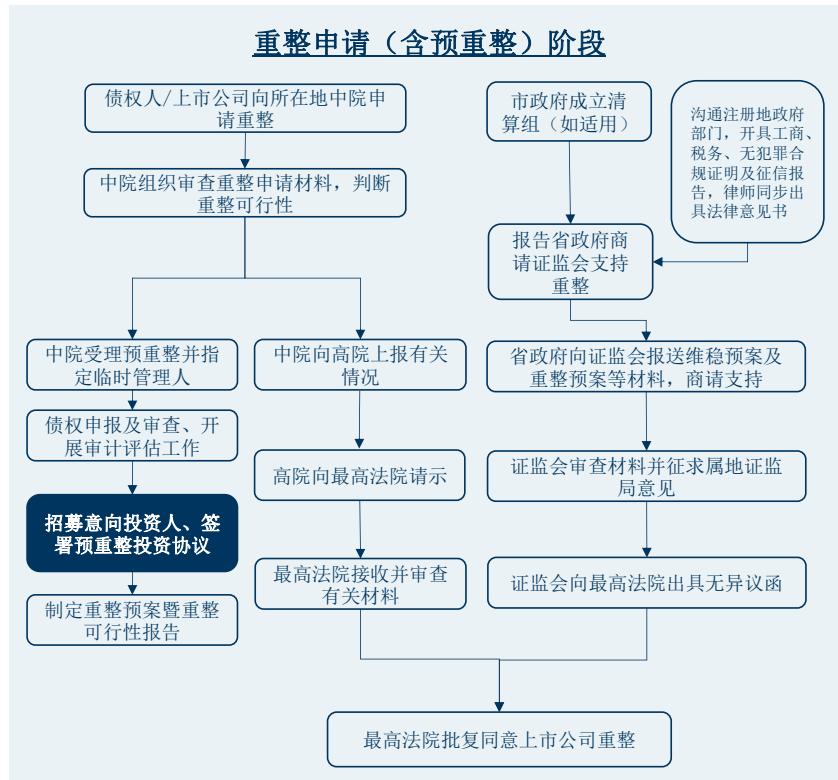 重整申请（含预重整）阶段
债权人/上市公司向所在地中院申
请重整
中院组织审查重整申请材料，判断
重整可行性
中院受理预重整并指
定临时管理人
债权申报及审查、开
展审计评估工作
招募意向投资人、签
署预重整投资协议
制定重整预案暨重整
可行性报告
中院向高院上报有关
情况
高院向最高法院请示
最高法院接收并审查
有关材料
市政府成立清
算组（如适用）
沟通注册地政府
部门，开具工商、
税务、无犯罪合
规证明及征信报
告，律师同步出
具法律意见书
报告省政府商
请证监会支持
重整
省政府向证监会报送维稳预案及
重整预案等材料，商请支持
证监会审查材料并征求属地证监
局意见
证监会向最高法院出具无异议函
最高法院批复同意上市公司重整